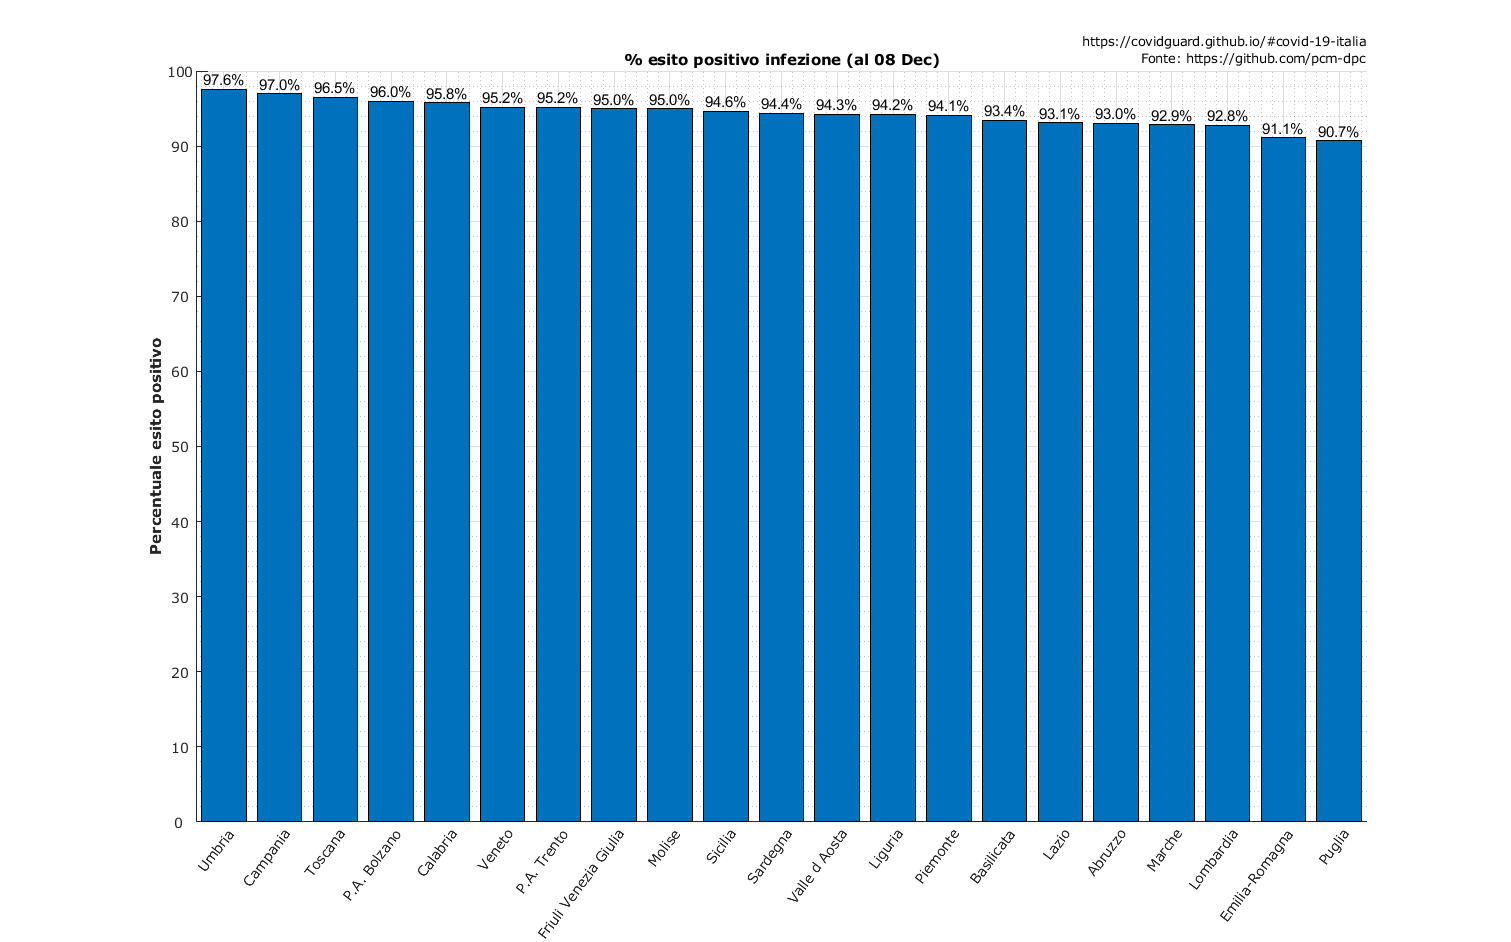 https://covidguard.github.io/#covid-19-italia
Fonte: https://github.com/pcm-dpc
% esito positivo infezione (al 08 Dec)
Percentuale esito positivo
100
90
80
70
60
50
40
30
20
10
0
97.6%
97.0%
96.5%
96.0%
95.8%
95.2%
95.2%
95.0%
95.0%
94.6%
94.4%
94.3%
94.2%
94.1%
93.4%
93.1%
93.0%
92.9%
92.8%
91.1%
90.7%
Umbria
Campania
Toscana
P.A. Bolzano
Calabria
Veneto
P.A. Trento
Friuli Venezia Giulia
Molise
Sicilia
Sardegna
Valle d Aosta
Liguria
Piemonte
Basilicata
Lazio
Abruzzo
Marche
Lombardia
Emilia-Romagna
Puglia